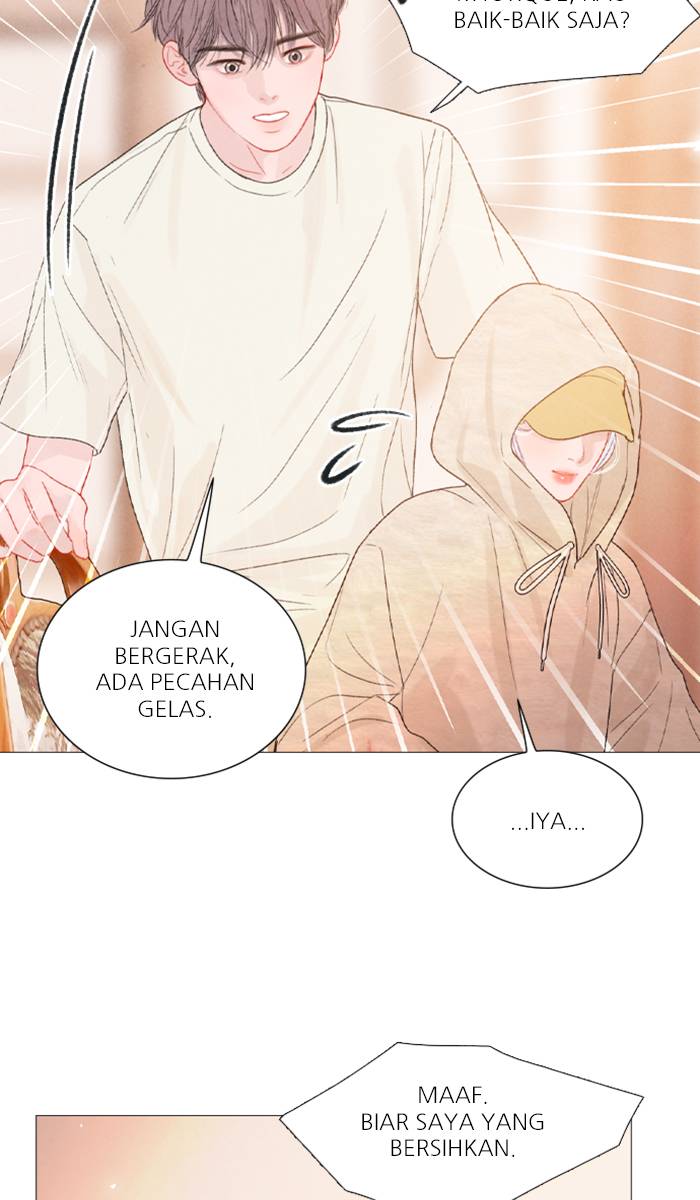 BAIK-BAIK SAJA?
JANGAN
BERGERAK,
ADA PECAHAN
GELAS.
...IYA...
MAAF.
BIAR SAYA YANG
BERSIHKAN.